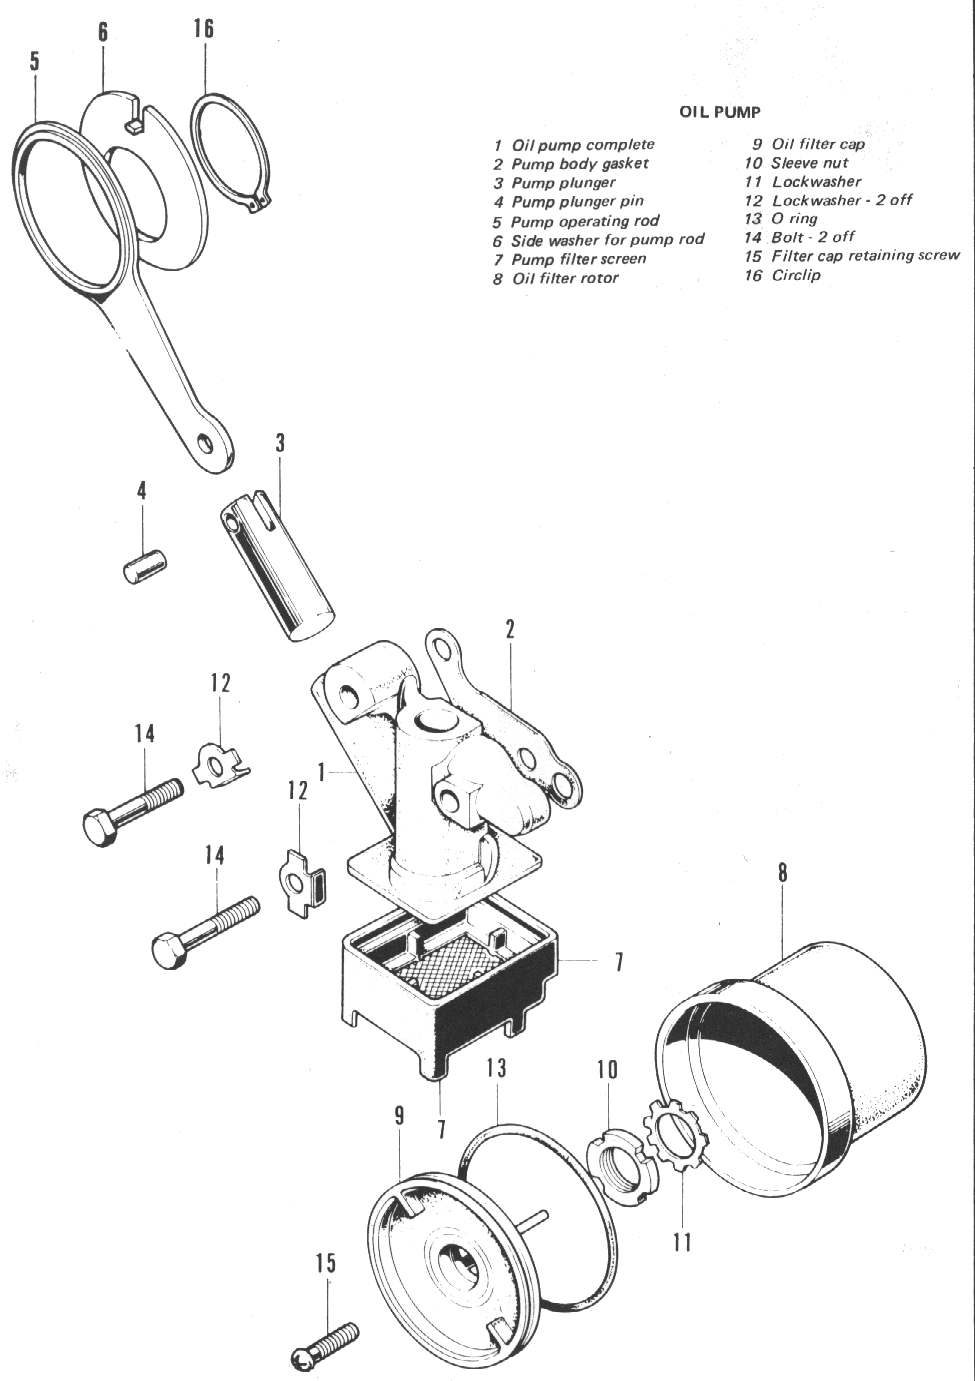 6
16
5
OIL PUMP
1 Oil pump complete
2 Pump body gasket
3 Pump plunger
4 Pump plunger pin
5 Pump operating rod
6 Side washer for pump rod
7 Pump filter screen
8 Oil filter rotor
9 Oil filter cap
10 Sleeve nut
11 Lockwasher
12 Lockwasher - 2 off
13 O ring
14 Bolt - 2 off
15 Filter cap retaining screw
16 Circlip
3
4
2
12
14
1
12
14
8
7
13
10
9
7
11
15